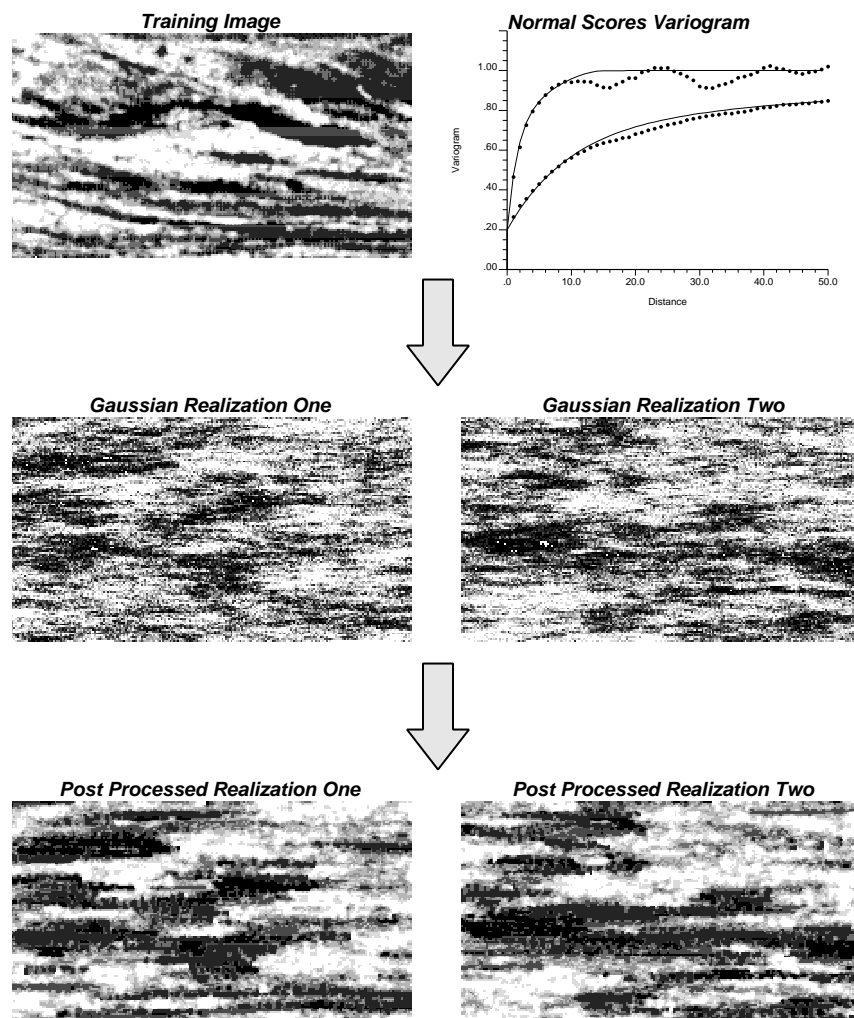 Training Image
Normal Scores Variogram
Variogram
1.00
.80
.60
.40
.20
.00
.0 10.0 20.0 30.0 40.0 50.0
Distance
Gaussian Realization One
Gaussian Realization Two
Post Processed Realization One
Post Processed Realization Two